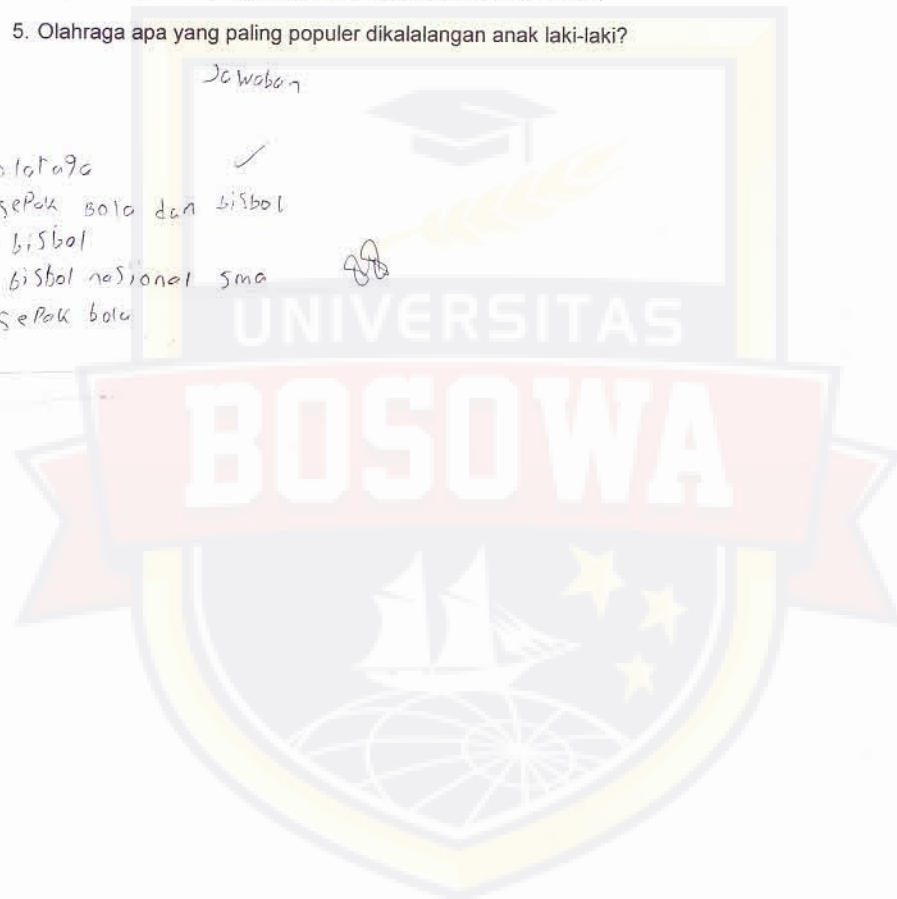 5. Olahraga apa yang paling populer dikalalangan anak laki-laki?
Jawaban
olaraga
sepak bola dan bisbol
bisbol
bisbol nasional sma
sepak bola
UNIVERSITAS
BOSOWA